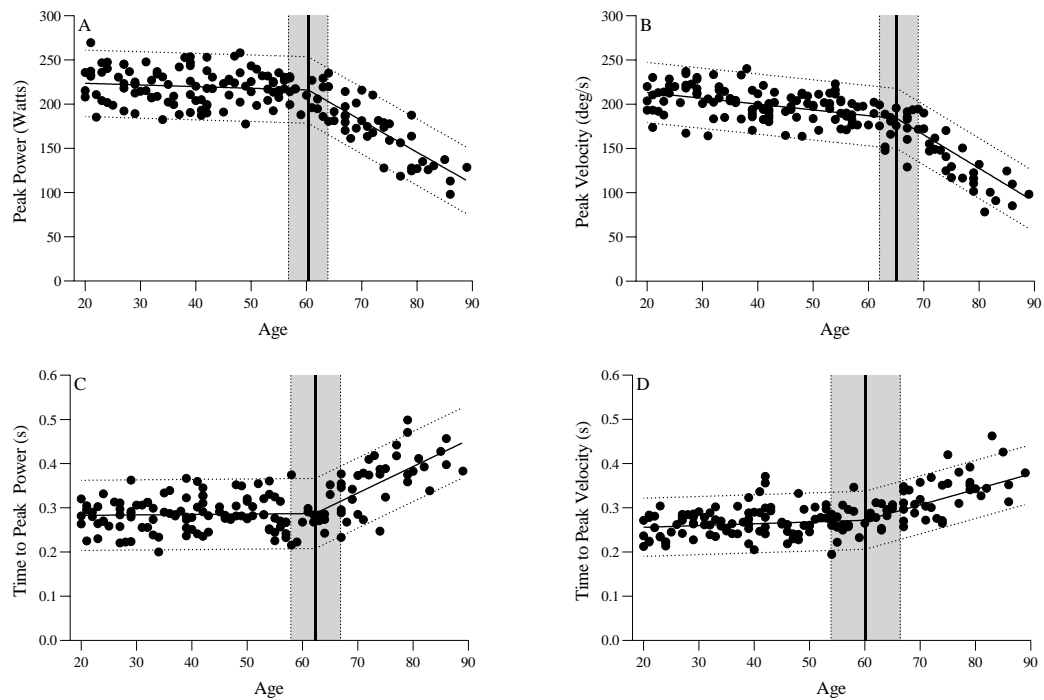 A
Peak Power (Watts)
300
250
200
150
100
50
0
20 30 40 50 60 70 80 90
Age
B
Peak Velocity (deg/s)
300
250
200
150
100
50
0
20 30 40 50 60 70 80 90
Age
C
Time to Peak Power (s)
0.6
0.5
0.4
0.3
0.2
0.1
0.0
20 30 40 50 60 70 80 90
Age
D
Time to Peak Velocity (s)
0.6
0.5
0.4
0.3
0.2
0.1
0.0
20 30 40 50 60 70 80 90
Age